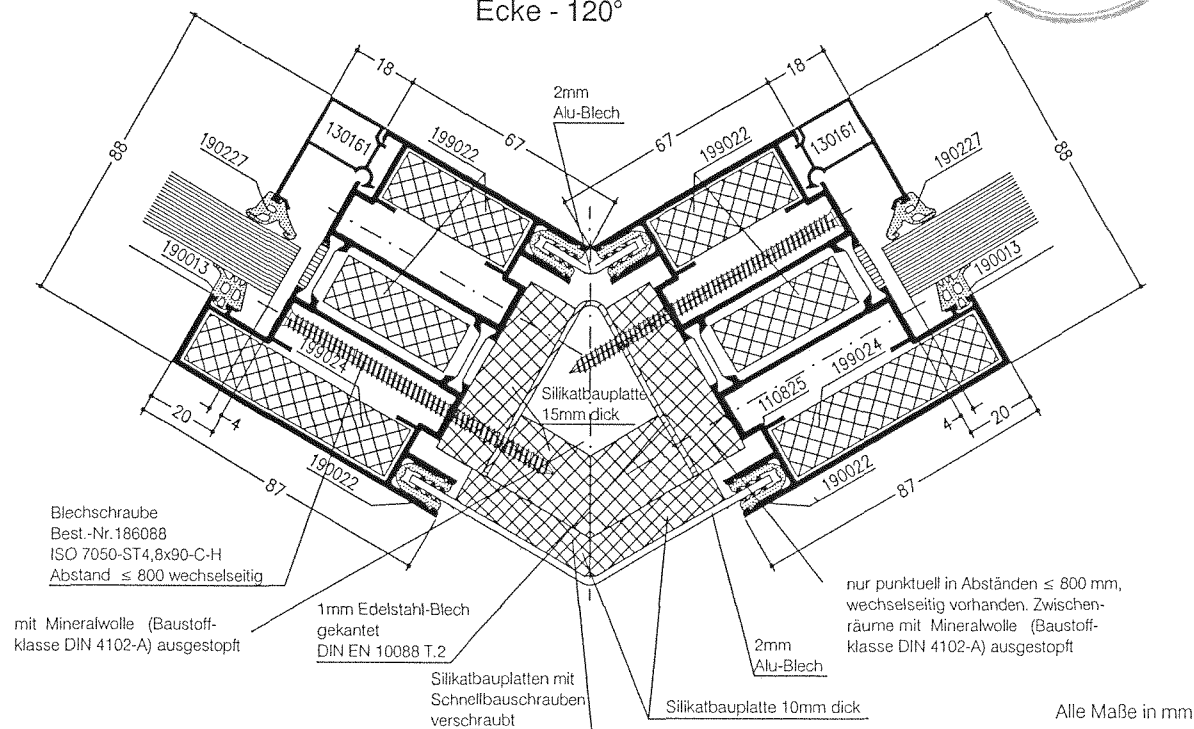 Ecke - 120°
18
18
2mm
Alu-Blech
67
67
88
88
130161
130161
199022
199022
190227
190227
190013
190013
199024
199024
110825
Silikatbauplatte
15mm dick
20
4
4
20
190022
190022
87
87
Blechschraube
Best.-Nr.186088
ISO 7050-ST4,8x90-C-H
Abstand ≤ 800 wechselseitig
mit Mineralwolle (Baustoff-
klasse DIN 4102-A) ausgestopft
1mm Edelstahl-Blech
gekantet
DIN EN 10088 T.2
Silikatbauplatten mit
Schnellbauschrauben
verschraubt
2mm
Alu-Blech
Silikatbauplatte 10mm dick
nur punktuell in Abständen ≤ 800 mm,
wechselseitig vorhanden. Zwischen-
räume mit Mineralwolle (Baustoff-
klasse DIN 4102-A) ausgestopft
Alle Maße in mm